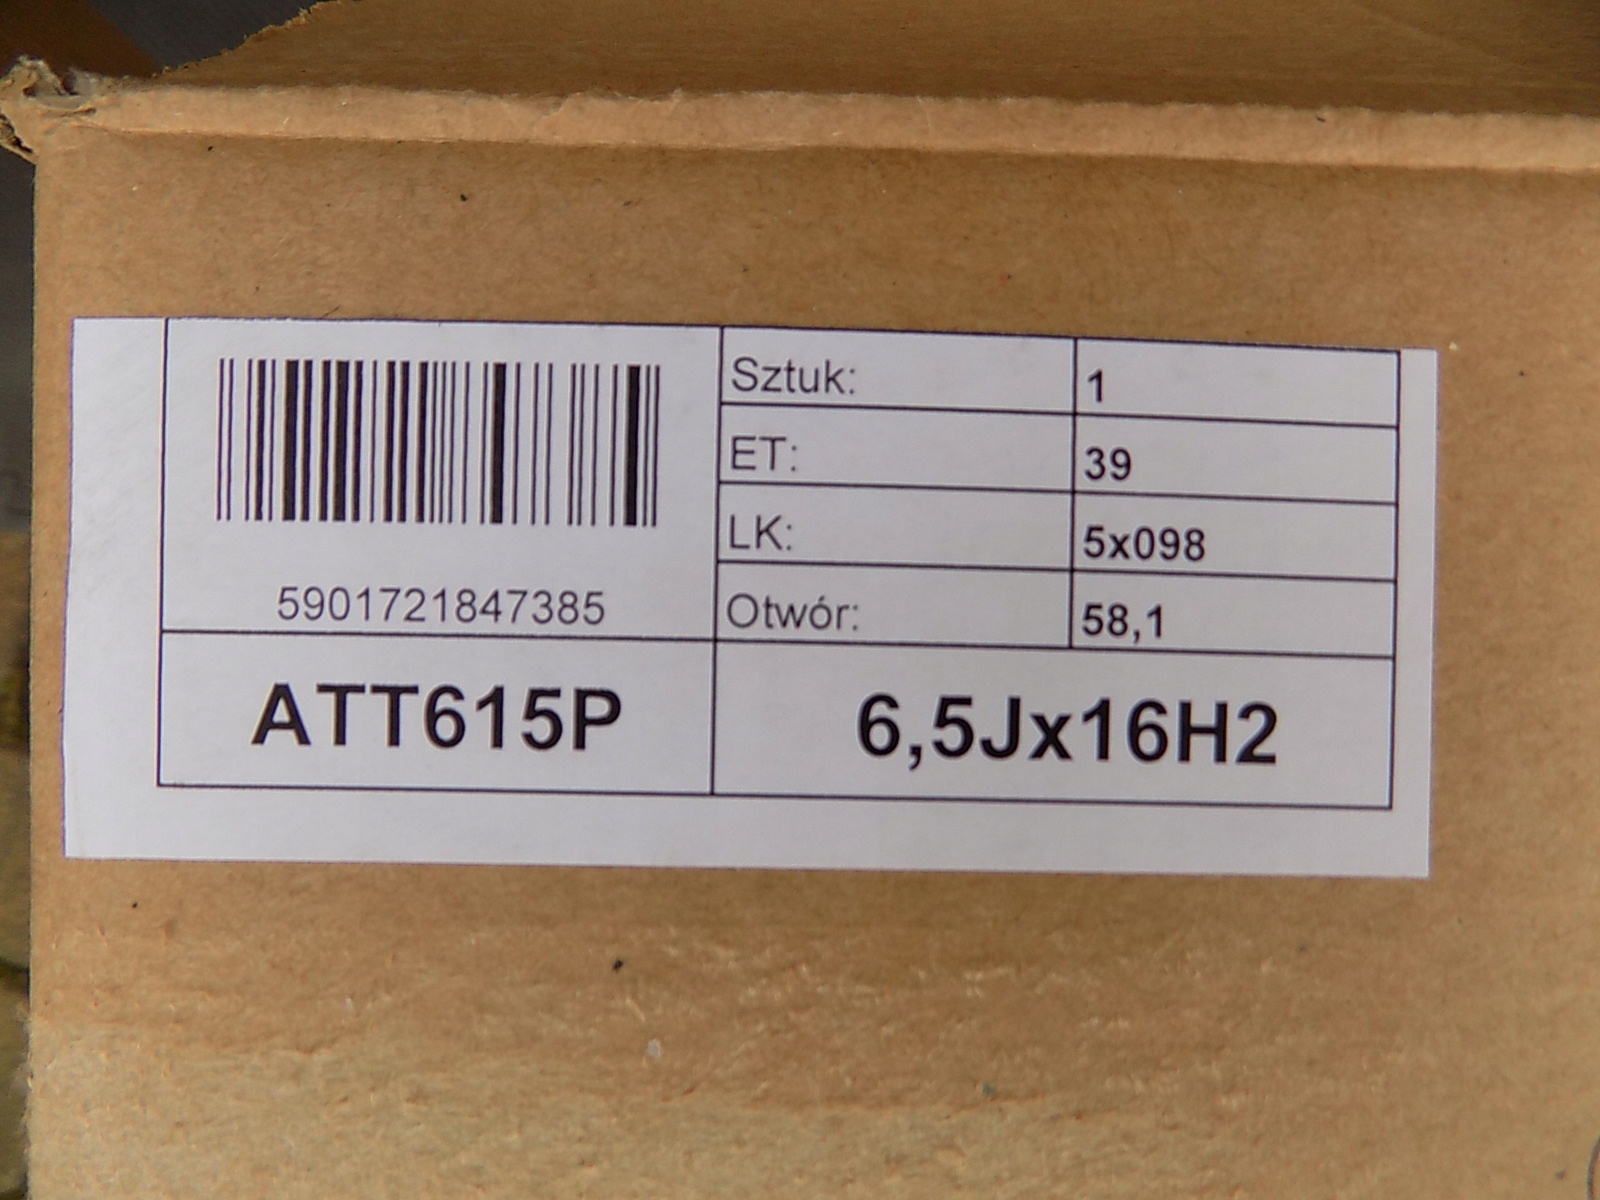 Sztuk: 1
ET: 39
LK: 5x098
5901721847385
Otwór: 58,1
ATT615P
6,5Jx16H2